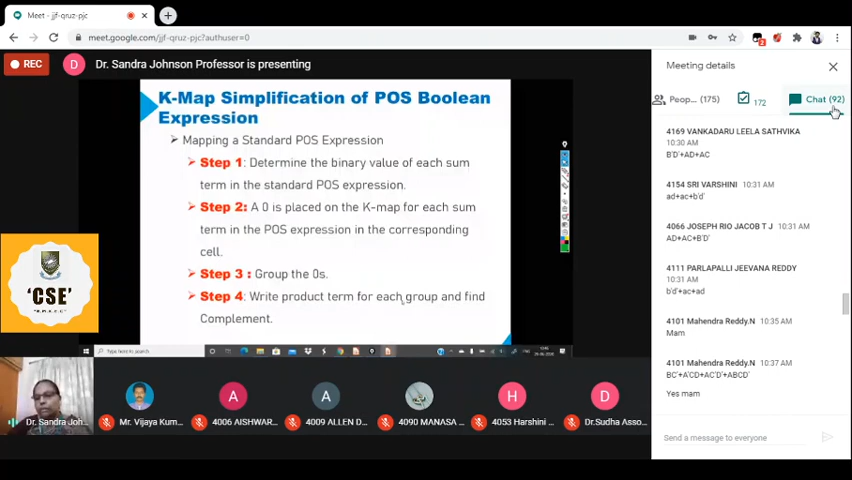 Meet – jjf-qruz-pjc
meet.google.com/jjf-qruz-pjc?authuser=0
REC
D
Dr. Sandra Johnson Professor is presenting
K-Map Simplification of POS Boolean
Expression
Mapping a Standard POS Expression
Step 1: Determine the binary value of each sum
term in the standard POS expression.
Step 2: A 0 is placed on the K-map for each sum
term in the POS expression in the corresponding
cell.
Step 3 : Group the 0s.
Step 4: Write product term for each group and find
Complement.
'CSE'
Type here to search
Dr. Sandra Joh...
Mr. Vijaya Kum...
A
4006 AISHWAR...
A
4009 ALLEN D...
4090 MANASA ...
H
4053 Harshini ...
D
Dr.Sudha Asso...
Meeting details
Peop... (175)
172
Chat (92)
4169 VANKADARU LEELA SATHVIKA
10:30 AM
B'D'+AD+AC
4154 SRI VARSHINI 10:31 AM
ad+ac+b'd'
4066 JOSEPH RIO JACOB T J 10:31 AM
AD+AC+B'D'
4111 PARLAPALLI JEEVANA REDDY
10:31 AM
b'd'+ac+ad
4101 Mahendra Reddy.N 10:35 AM
Mam
4101 Mahendra Reddy.N 10:37 AM
BC'+A'CD+AC'D'+ABCD'
Yes mam
Send a message to everyone